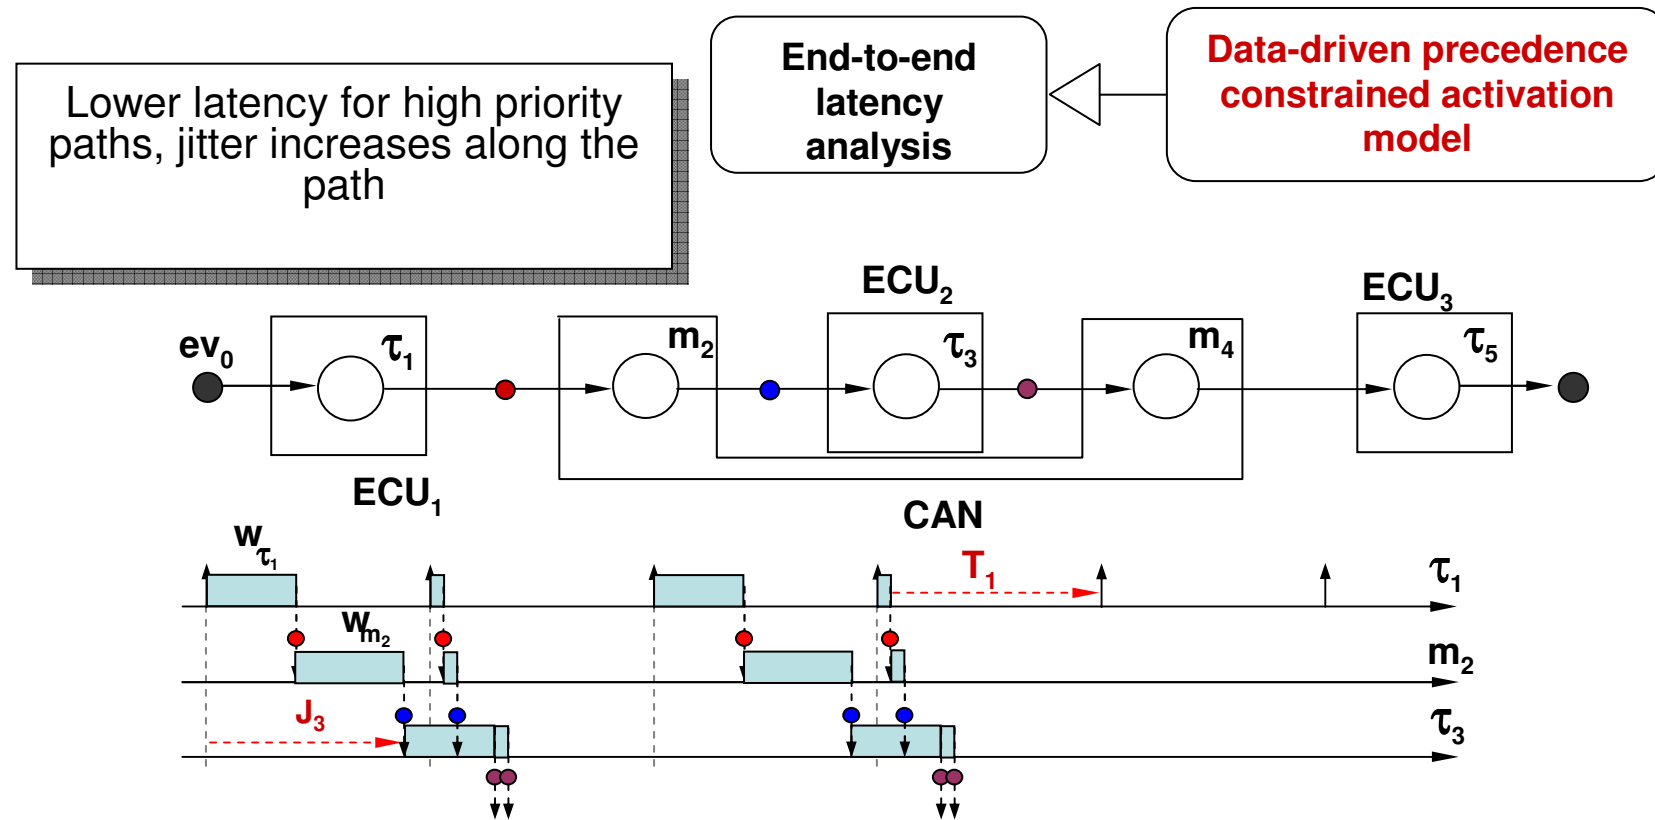 Lower latency for high priority
paths, jitter increases along the
path
End-to-end
latency
analysis
Data-driven precedence
constrained activation
model
ECU2
ECU3
ev0
τ1
m2
τ3
m4
τ5
ECU1
CAN
wτ1
T1
τ1
wm2
m2
J3
τ3